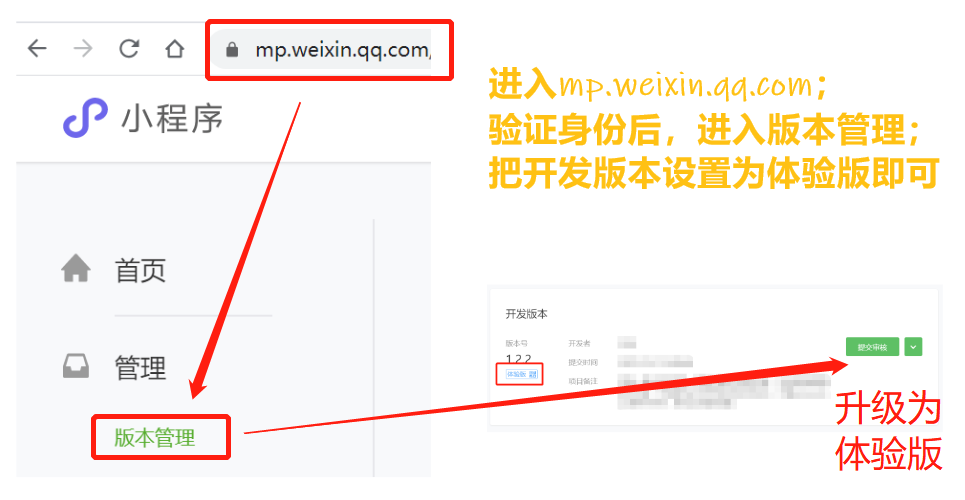 mp.weixin.qq.com
小程序
首页
管理
版本管理
进入mp.weixin.qq.com；
验证身份后，进入版本管理；
把开发版本设置为体验版即可
开发版本
版本号
1.2.2
体验版
开发者
提交时间
项目备注
提交审核
升级为
体验版